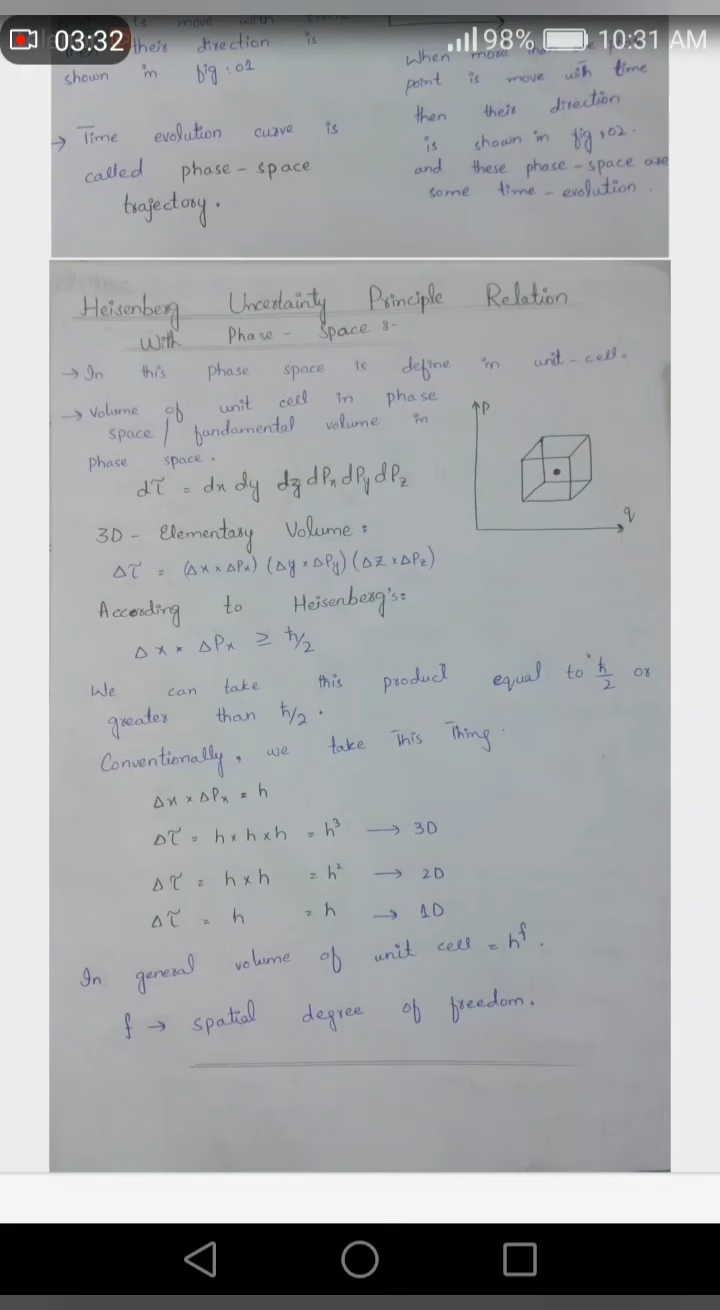 03:32
98%
10:31 AM
move with
their direction is
shown in fig:01
→ Time evolution curve is
called phase-space
trajectory.
When more
point is move with time
then their direction
is shown in fig:02.
and these phase-space are
some time-evolution.
Heisenberg Uncertainty Principle Relation
With Phase-Space :-
→ In this phase space is define in unit-cell.
→ Volume of unit cell in phase
space / fundamental volume in
phase space.
dτ = dx dy dz dPx dPy dPz
P
q
3D-Elementary Volume:
Δτ = (Δx×ΔPx) (Δy×ΔPy) (Δz×ΔPz)
According to Heisenberg's:
Δx × ΔPx ≥ ħ/2
We can take this product equal to ħ/2 or
greater than ħ/2.
Conventionally, we take This Thing.
Δx × ΔPx = h
Δτ = h×h×h = h³ → 3D
Δτ = h×h = h² → 2D
Δτ = h = h → 1D
In general volume of unit cell = hᶠ.
f → spatial degree of freedom.